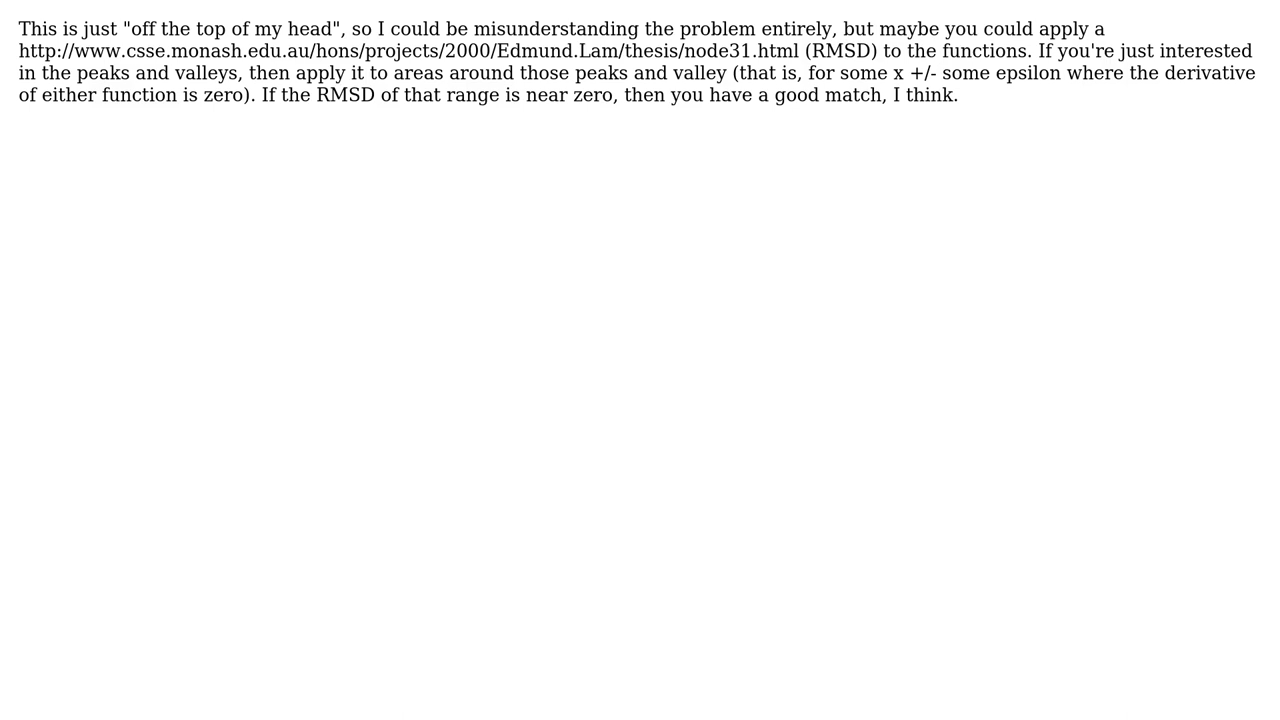 This is just "off the top of my head", so I could be misunderstanding the problem entirely, but maybe you could apply a
http://www.csse.monash.edu.au/hons/projects/2000/Edmund.Lam/thesis/node31.html (RMSD) to the functions. If you're just interested
in the peaks and valleys, then apply it to areas around those peaks and valley (that is, for some x +/- some epsilon where the derivative
of either function is zero). If the RMSD of that range is near zero, then you have a good match, I think.